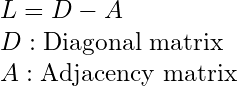 L = D − A
D : Diagonal matrix
A : Adjacency matrix